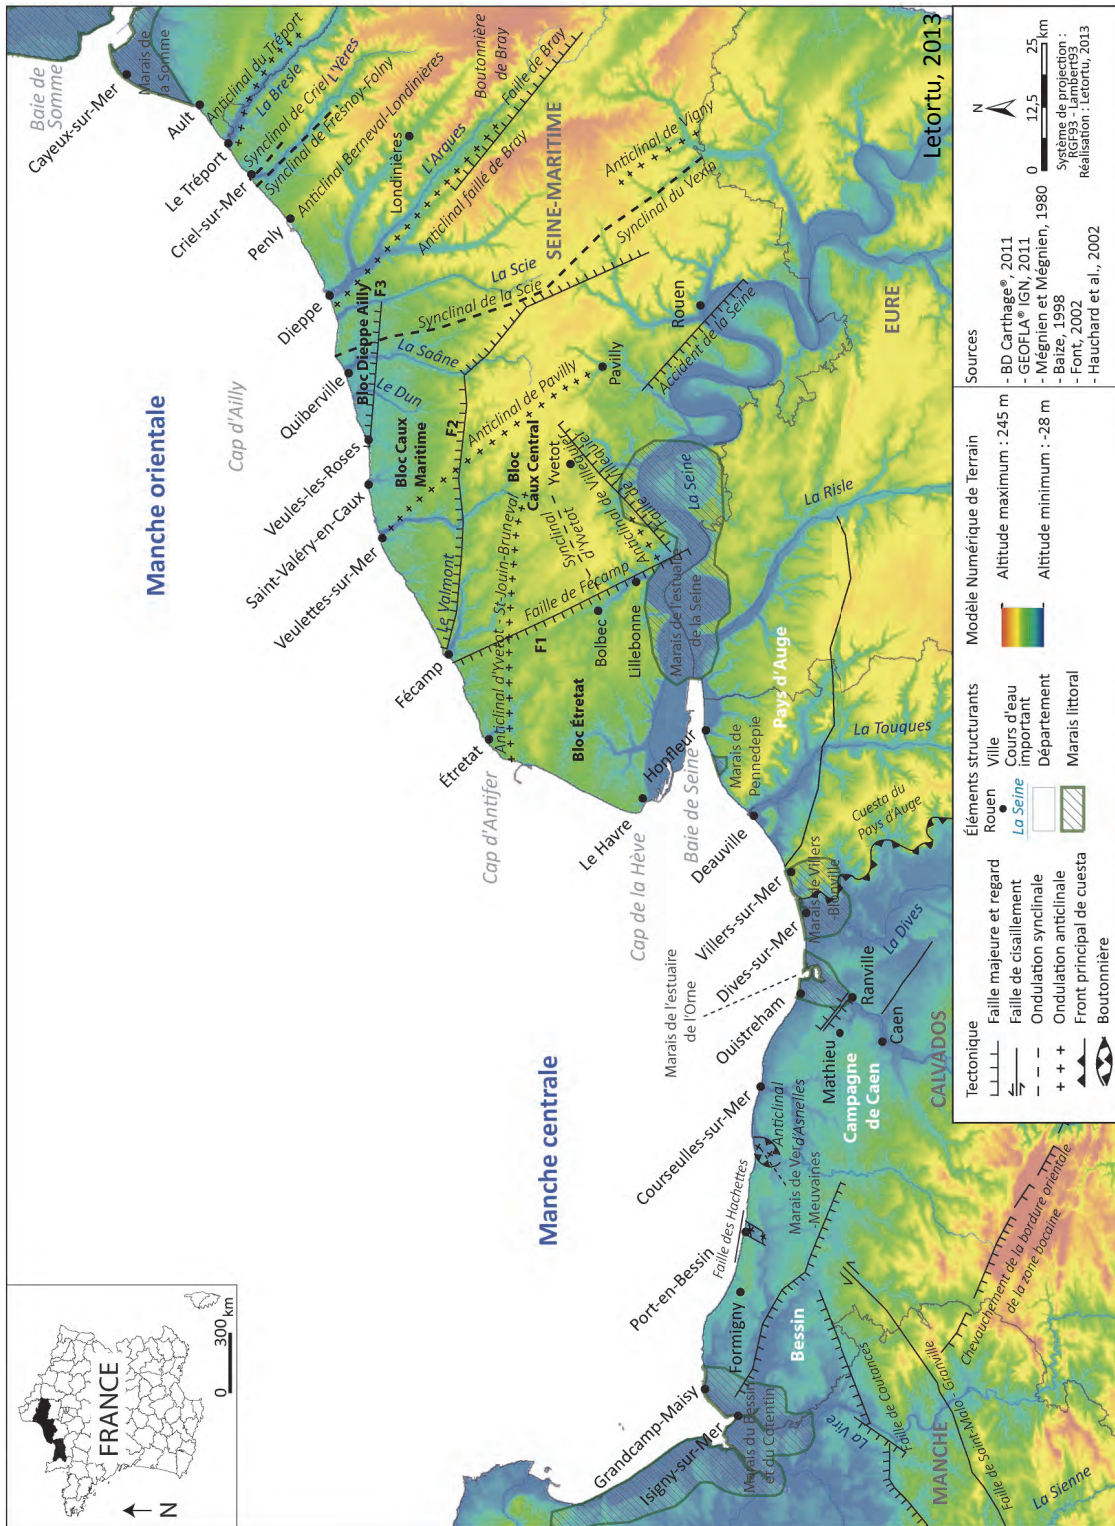 Manche orientale
Manche centrale
FRANCE
N
0 300 km
Baie de
Somme
Marais de
a Somme
Cayeux-sur-Mer
Ault
Le Tréport
Criel-sur-Mer
Penly
Dieppe
Quiberville
Veules-les-Roses
Saint-Valéry-en-Caux
Veulettes-sur-Mer
Fécamp
Étretat
Le Havre
Honfleur
Deauville
Villers-sur-Mer
Dives-sur-Mer
Ouistreham
Courseulles-sur-Mer
Port-en-Bessin
Formigny
Grandcamp-Maisy
Isigny-sur-Mer
Cap d'Ailly
Cap d'Antifer
Cap de la Hève
Baie de Seine
Anticlinal du Tréport
La Bresle
Synclinal de Criel
L'Yères
Synclinal de Fresnoy-Folny
Anticlinal Berneval-Londinières
Londinières
L'Arques
Boutonnière
de Bray
Faille de Bray
Anticlinal faille de Bray
Anticlinal de Vigny
Synclinal du Vexin
SEINE-MARITIME
La Scie
Synclinal de la Scie
Bloc Dieppe Ailly
F3
La Saâne
Le Dun
Bloc Caux
Maritime
F2
Anticlinal de Pavilly
Pavilly
Rouen
Accident de la Seine
EURE
Bloc
Caux Central
Yvetot
Synclinal
d'Yvetot
Anticlinal de Villequier
Faille de Villequier
La Seine
Le Valmont
Anticlinal d'Yvetot - St-Jouin-Bruneval
Faille de Fécamp
F1
Bolbec
Lillebonne
Bloc Étretat
Marais de l'estuaire
de la Seine
La Risle
Pays d'Auge
Marais de
Pennedepie
La Touques
Cuesta du
Pays d'Auge
Marais de Villers
-Blonville
La Dives
Marais de l'estuaire
de l'Orne
Ranville
Mathieu
Caen
Campagne
de Caen
CALVADOS
Anticlinal
d'Asnelles
Marais de Ver
-Meuvaines
Faille des Hachettes
Bessin
Marais du Bessin
et du Cotentin
La Vire
Faille de Coutances
Faille de Saint-Malo - Granville
Chevauchement de la bordure orientale
de la zone bocaine
MANCHE
La Sienne
Letortu, 2013
Tectonique
Faille majeure et regard
Faille de cisaillement
Ondulation synclinale
Ondulation anticlinale
Front principal de cuesta
Boutonnière
Éléments structurants
Rouen Ville
La Seine Cours d'eau
important
Département
Marais littoral
Modèle Numérique de Terrain
Altitude maximum : 245 m
Altitude minimum : -28 m
Sources
- BD Carthage®, 2011
- GEOFLA® IGN, 2011
- Mégnien et Mégnien, 1980
- Baize, 1998
- Font, 2002
- Hauchard et al., 2002
N
0 12,5 25
km
Système de projection :
RGF93 - Lambert93
Réalisation : Letortu, 2013